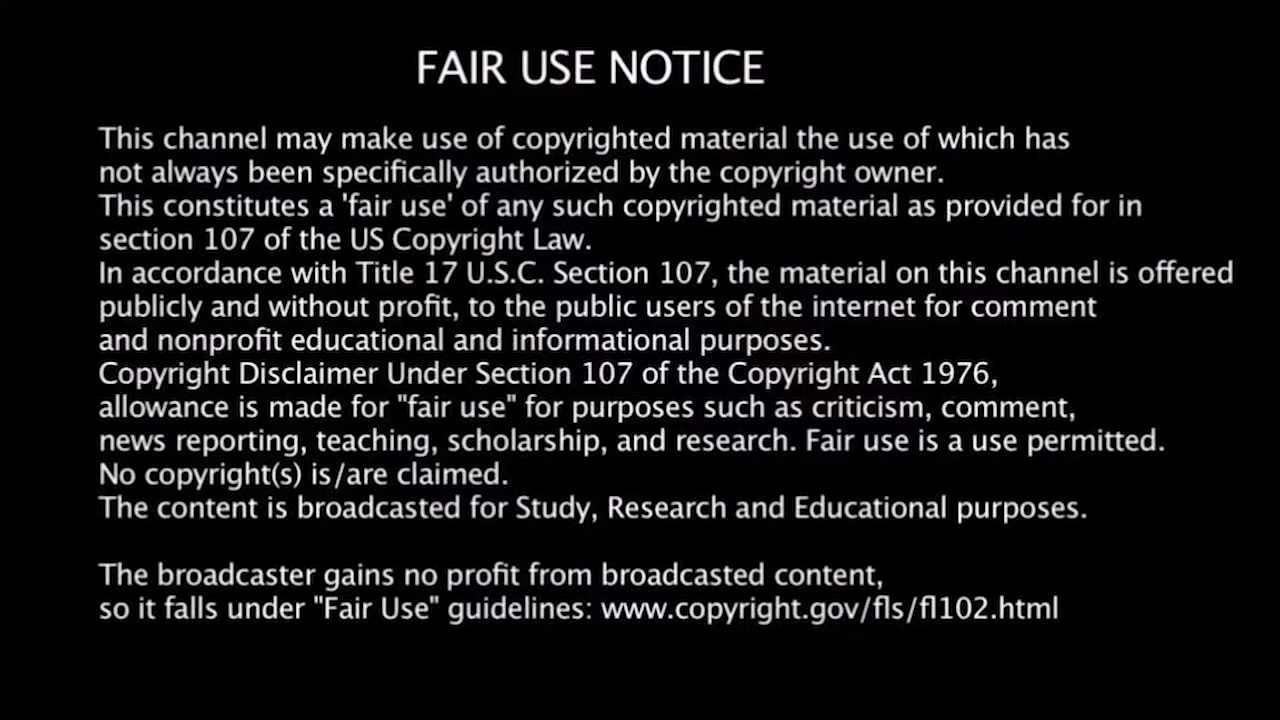 FAIR USE NOTICE
This channel may make use of copyrighted material the use of which has
not always been specifically authorized by the copyright owner.
This constitutes a 'fair use' of any such copyrighted material as provided for in
section 107 of the US Copyright Law.
In accordance with Title 17 U.S.C. Section 107, the material on this channel is offered
publicly and without profit, to the public users of the internet for comment
and nonprofit educational and informational purposes.
Copyright Disclaimer Under Section 107 of the Copyright Act 1976,
allowance is made for "fair use" for purposes such as criticism, comment,
news reporting, teaching, scholarship, and research. Fair use is a use permitted.
No copyright(s) is/are claimed.
The content is broadcasted for Study, Research and Educational purposes.
The broadcaster gains no profit from broadcasted content,
so it falls under "Fair Use" guidelines: www.copyright.gov/fls/fl102.html